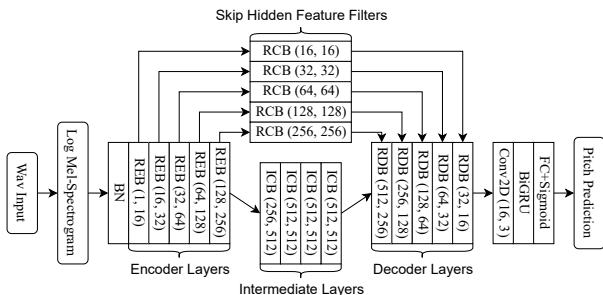 Skip Hidden Feature Filters
RCB (16, 16)
RCB (32, 32)
RCB (64, 64)
RCB (128, 128)
RCB (256, 256)
Wav Input
Log Mel-Spectrogram
BN
REB (1, 16)
REB (16, 32)
REB (32, 64)
REB (64, 128)
REB (128, 256)
Encoder Layers
ICB (256, 512)
ICB (512, 512)
ICB (512, 512)
ICB (512, 512)
Intermediate Layers
RDB (512, 256)
RDB (256, 128)
RDB (128, 64)
RDB (64, 32)
RDB (32, 16)
Decoder Layers
Conv2D (16, 3)
BiGRU
FC+Sigmoid
Pitch Prediction